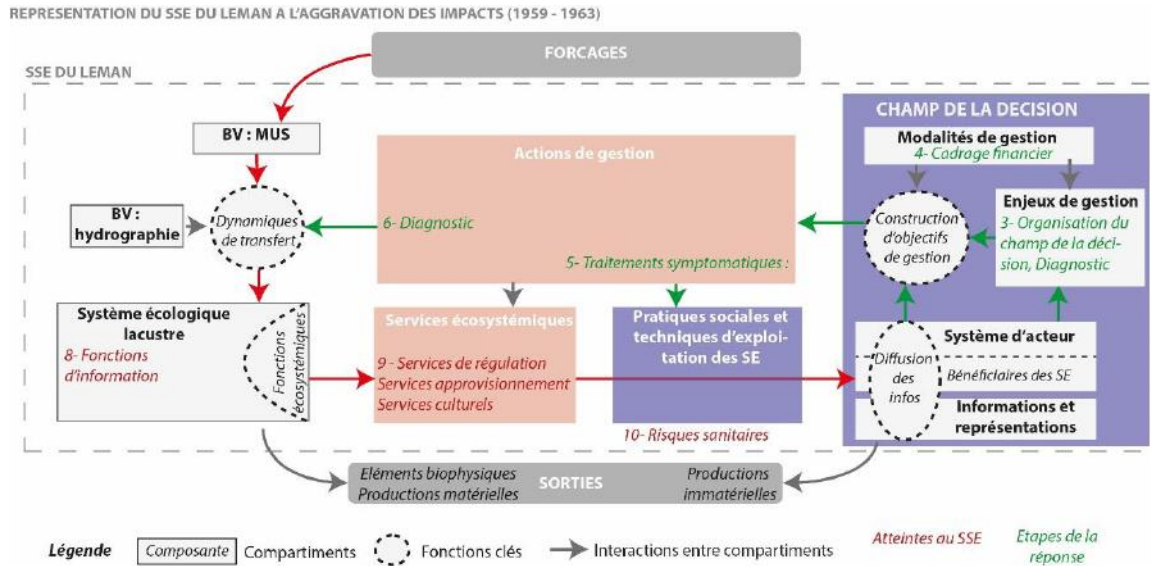 REPRESENTATION DU SSE DU LEMAN A L'AGGRAVATION DES IMPACTS (1959 - 1963)
FORCAGES
SSE DU LEMAN
BV : MUS
BV :
hydrographie
Dynamiques
de transfert
Système écologique
lacustre
8- Fonctions
d'information
Fonctions
écosystémiques
Actions de gestion
6- Diagnostic
5- Traitements symptomatiques :
Services écosystémiques
9 - Services de régulation
Services approvisionnement
Services culturels
Pratiques sociales et
techniques d'exploi-
tation des SE
10- Risques sanitaires
CHAMP DE LA DECISION
Modalités de gestion
4- Cadrage financier
Construction
d'objectifs
de gestion
Enjeux de gestion
3- Organisation du
champ de la déci-
sion, Diagnostic
Système d'acteur
Bénéficiaires des SE
Diffusion
des
infos
Informations et
représentations
Eléments biophysiques
Productions matérielles
SORTIES
Productions
immatérielles
Légende
Composante
Compartiments
Fonctions clés
Interactions entre compartiments
Atteintes au SSE
Etapes de la
réponse